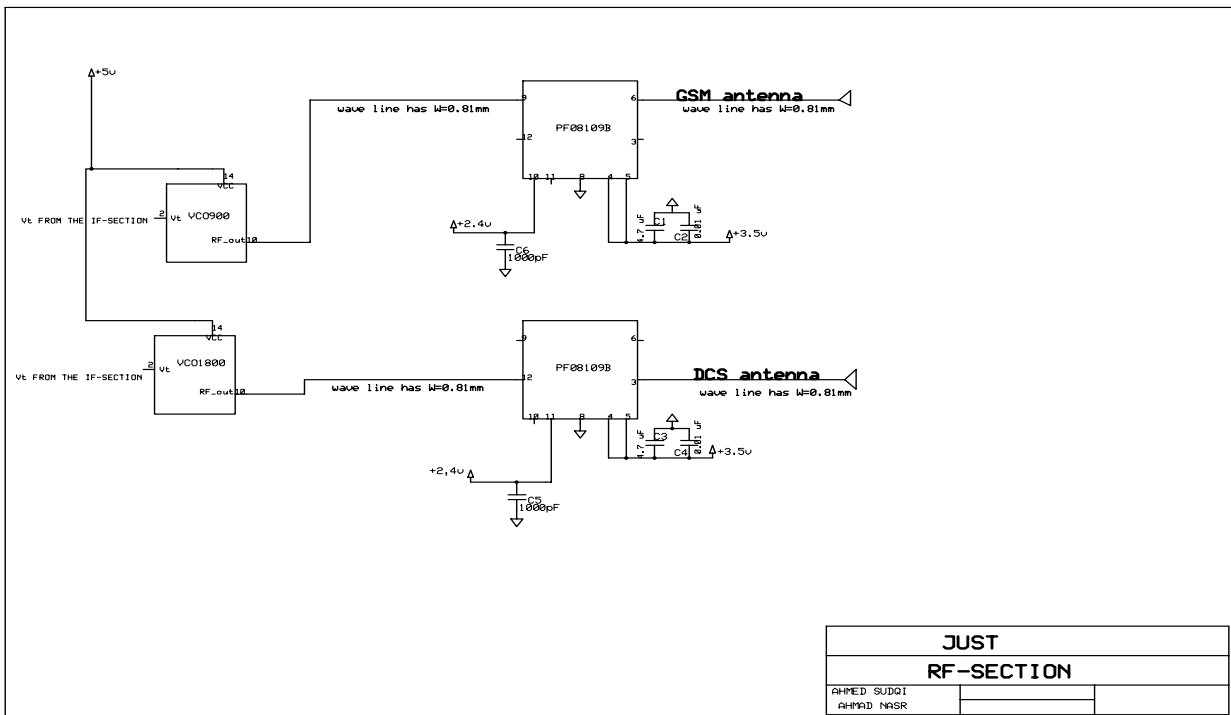 +5v
14
VCC
Vt FROM THE IF-SECTION
2
Vt
VCO900
RF_out
10
wave line has W=0.81mm
9
6
GSM antenna
wave line has W=0.81mm
PF08109B
12
3
10
11
8
4
5
+2.4v
C6
1000pF
4.7 uF
C1
C2
0.01 uF
+3.5v
14
VCC
Vt FROM THE IF-SECTION
2
Vt
VCO1800
RF_out
10
wave line has W=0.81mm
9
6
PF08109B
12
3
DCS antenna
wave line has W=0.81mm
10
11
8
4
5
+2,4v
C5
1000pF
4.7 uF
C3
C4
0.01 uF
+3.5v
JUST
RF-SECTION
AHMED SUDQI
AHMAD NASR